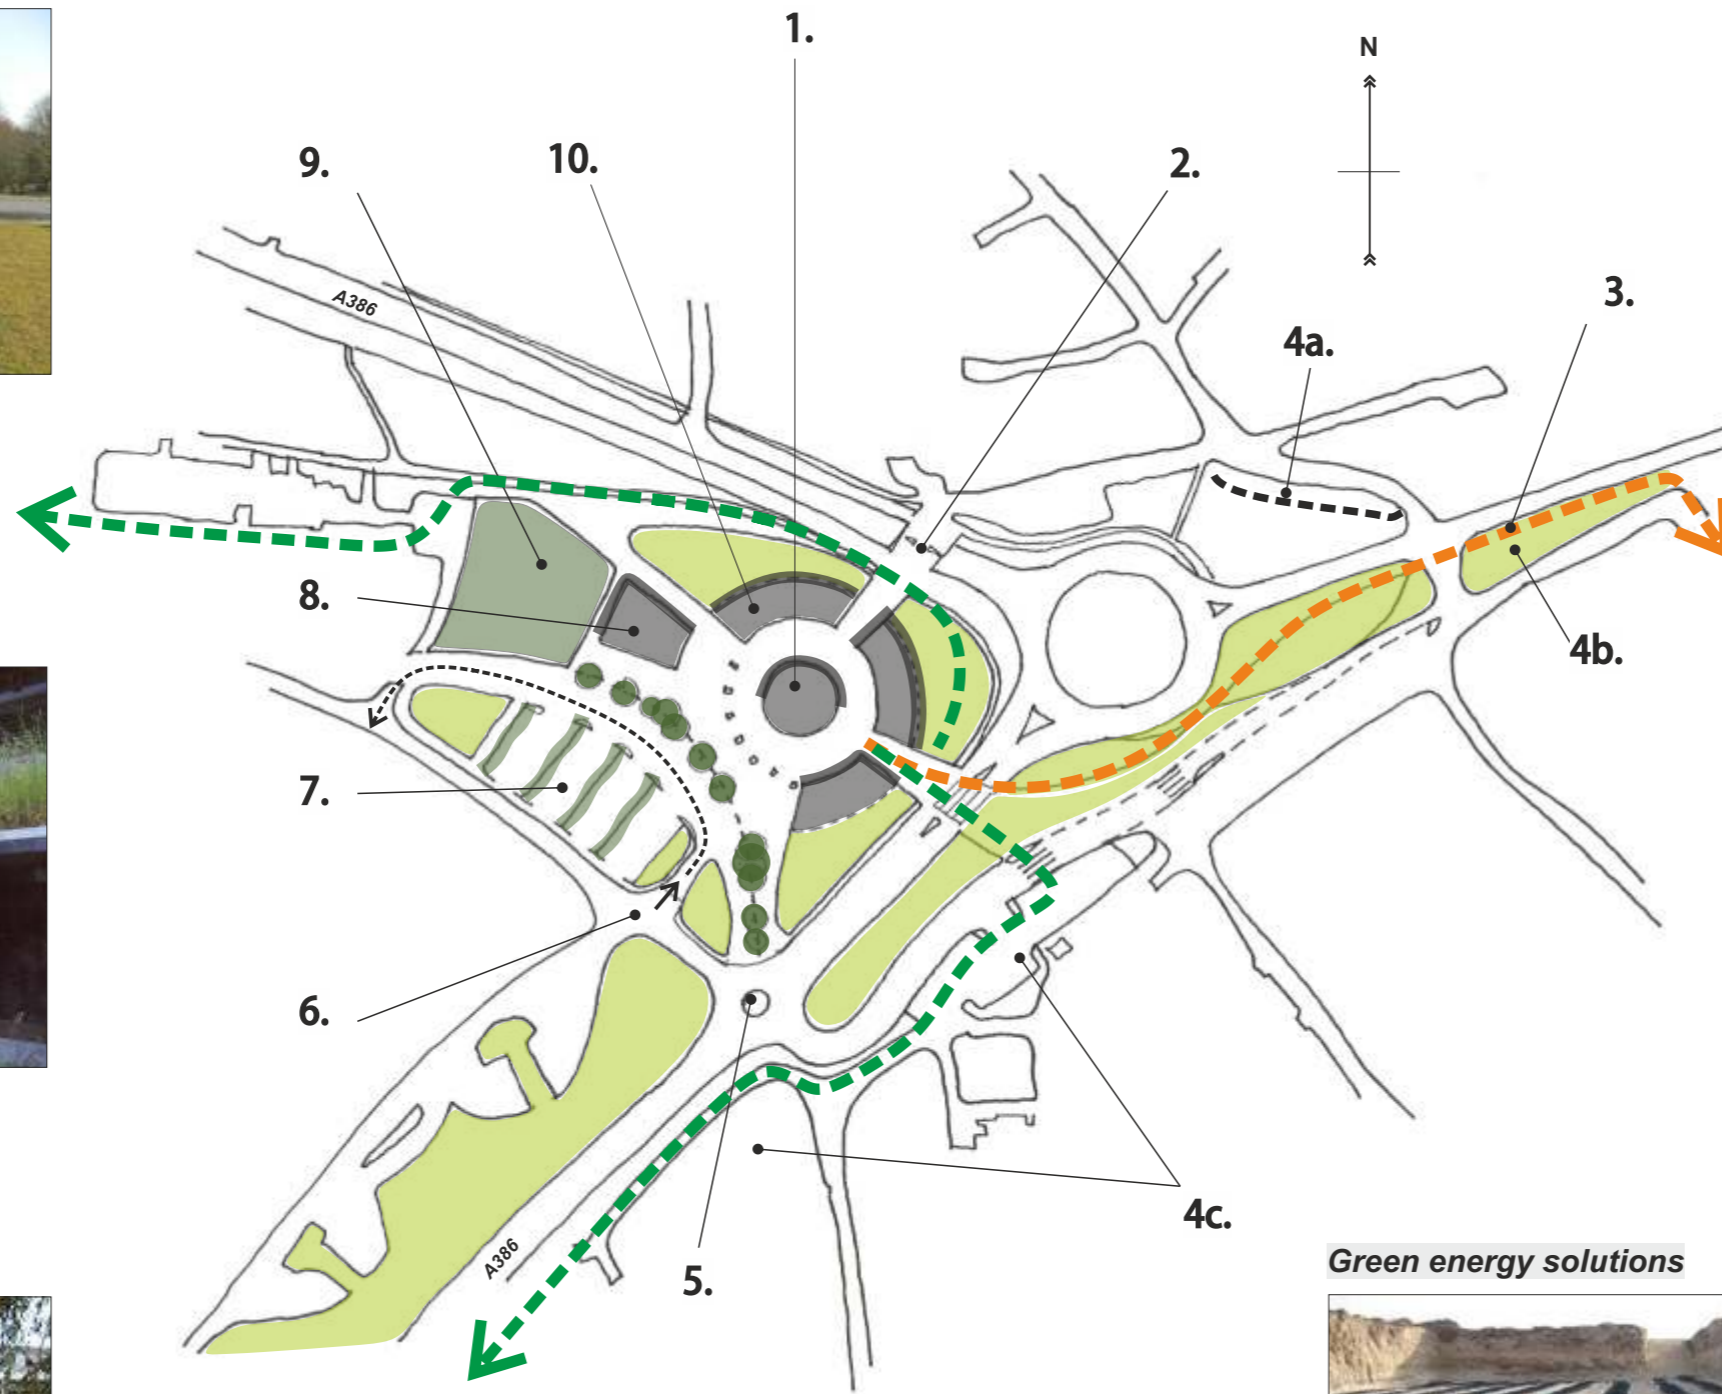 1.
N
9.
10.
2.
3.
A386
4a.
8.
4b.
7.
6.
4c.
A386
5.
Green energy solutions